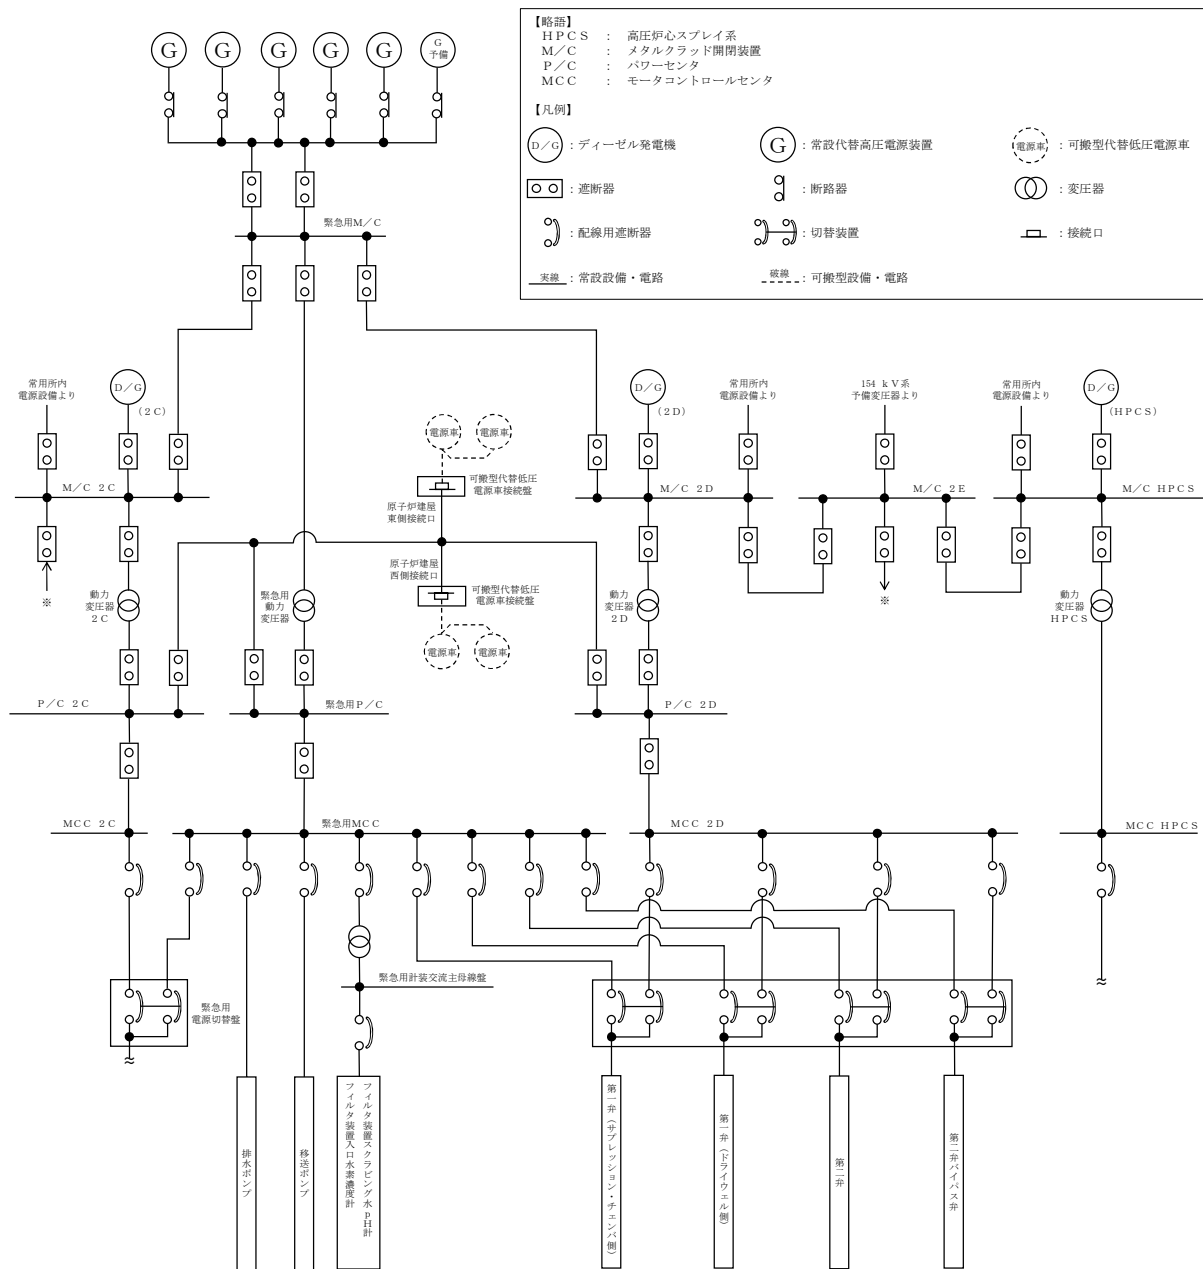 【略語】
HPCS : 高圧炉心スプレイ系
M/C : メタルクラッド開閉装置
P/C : パワーセンタ
MCC : モータコントロールセンタ
【凡例】
D/G : ディーゼル発電機
G : 常設代替高圧電源装置
電源車 : 可搬型代替低圧電源車
: 遮断器
: 断路器
: 変圧器
: 配線用遮断器
: 切替装置
: 接続口
実線 : 常設設備・電路
破線 : 可搬型設備・電路
G
G
G
G
G
G
予備
緊急用M/C
常用所内
電源設備より
D/G
(2C)
M/C 2C
※
動力
変圧器
2C
P/C 2C
MCC 2C
緊急用
電源切替盤
緊急用
動力
変圧器
緊急用P/C
緊急用MCC
電源車
電源車
可搬型代替低圧
電源車接続盤
原子炉建屋
東側接続口
原子炉建屋
西側接続口
可搬型代替低圧
電源車接続盤
電源車
電源車
D/G
(2D)
常用所内
電源設備より
154 kV系
予備変圧器より
常用所内
電源設備より
D/G
(HPCS)
M/C 2D
M/C 2E
M/C HPCS
※
動力
変圧器
2D
動力
変圧器
HPCS
P/C 2D
MCC 2D
MCC HPCS
緊急用計装交流主母線盤
排水ポンプ
移送ポンプ
フィルタ装置スクラビング水pH計
フィルタ装置入口水素濃度計
第一弁(サプレッション・チェンバ側)
第一弁(ドライウェル側)
第二弁
第二弁バイパス弁